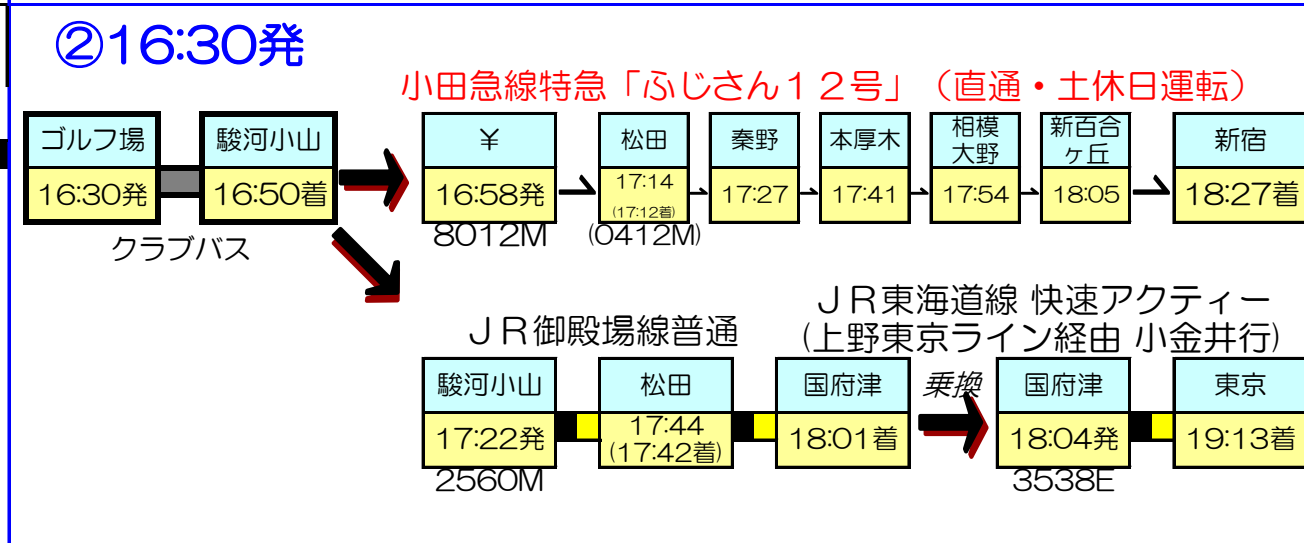 ②16:30発
小田急線特急「ふじさん１２号」（直通・土休日運転）
ゴルフ場 駿河小山 ¥ 松田 秦野 本厚木 相模大野 新百合ヶ丘 新宿
16:30発 16:50着 16:58発 17:14 (17:12着) 17:27 17:41 17:54 18:05 18:27着
クラブバス 8012M (0412M)
ＪＲ御殿場線普通
ＪＲ東海道線 快速アクティー
(上野東京ライン経由 小金井行)
駿河小山 松田 国府津 乗換 国府津 東京
17:22発 17:44 (17:42着) 18:01着 18:04発 19:13着
2560M 3538E